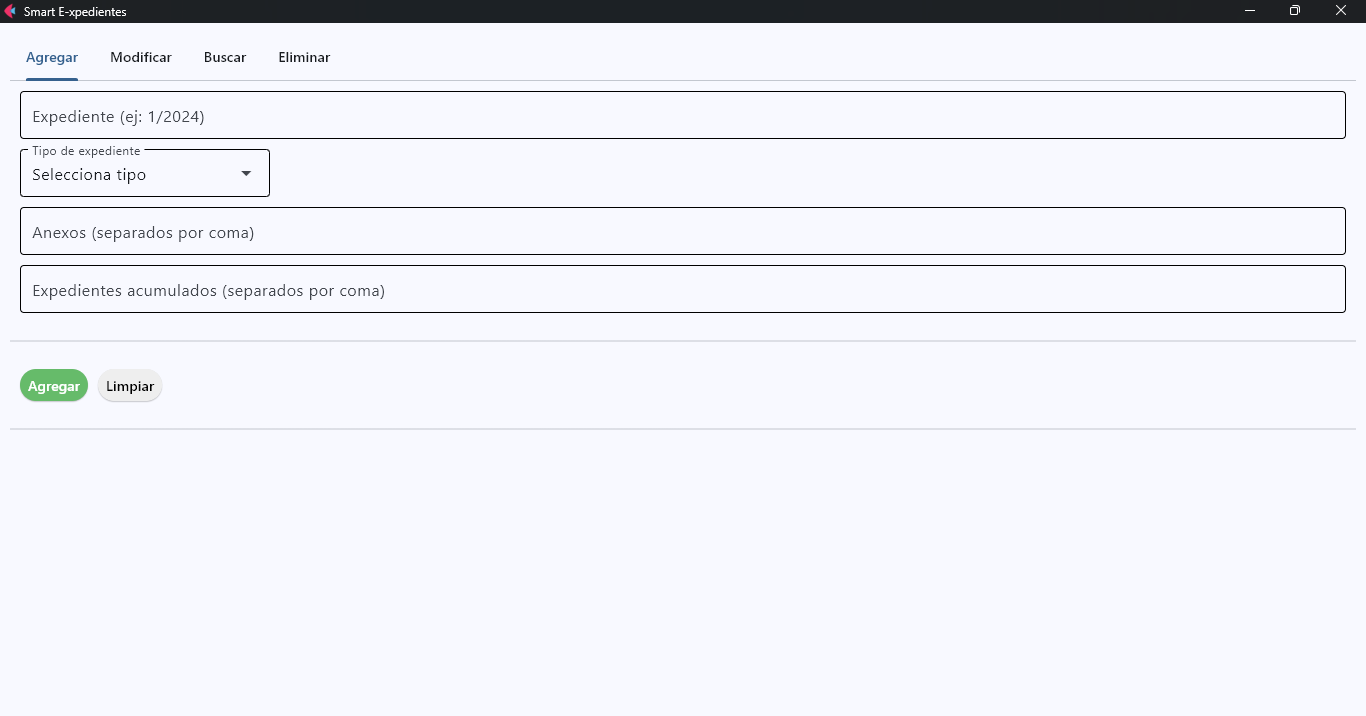 Smart E-xpedientes
Agregar Modificar Buscar Eliminar
Expediente (ej: 1/2024)
Tipo de expediente
Selecciona tipo
Anexos (separados por coma)
Expedientes acumulados (separados por coma)
Agregar Limpiar